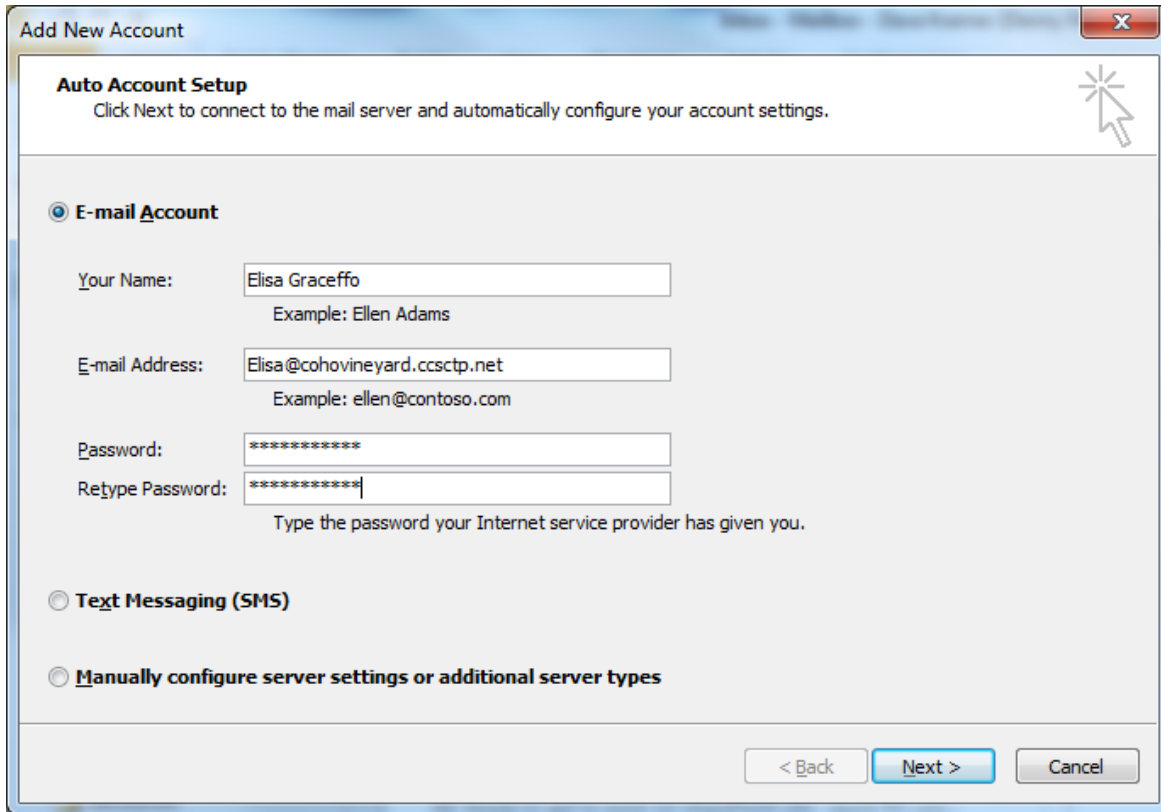 Add New Account
Auto Account Setup
Click Next to connect to the mail server and automatically configure your account settings.
E-mail Account
Your Name: Elisa Graceffo
Example: Ellen Adams
E-mail Address: Elisa@cohovineyard.ccsctp.net
Example: ellen@contoso.com
Password: ***********
Retype Password: ***********
Type the password your Internet service provider has given you.
Text Messaging (SMS)
Manually configure server settings or additional server types
< Back Next > Cancel